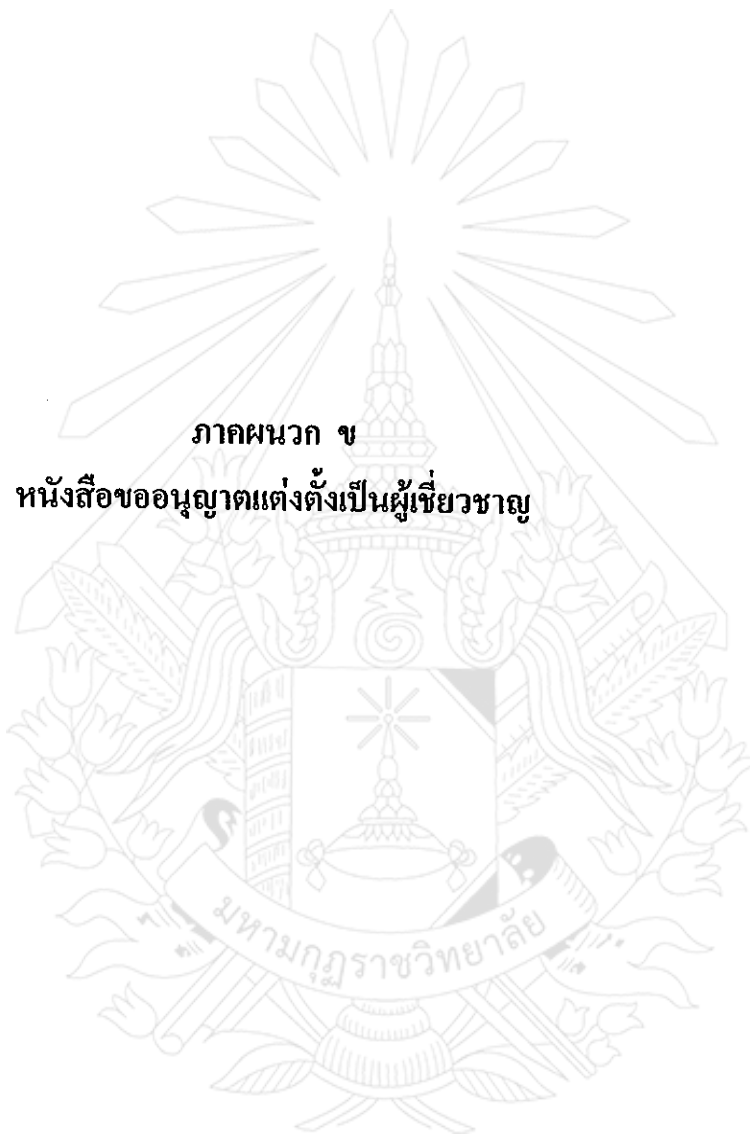 ภาคผนวก ข
หนังสือขออนุญาตแต่งตั้งเป็นผู้เชี่ยวชาญ
มหามกุฏราชวิทยาลัย